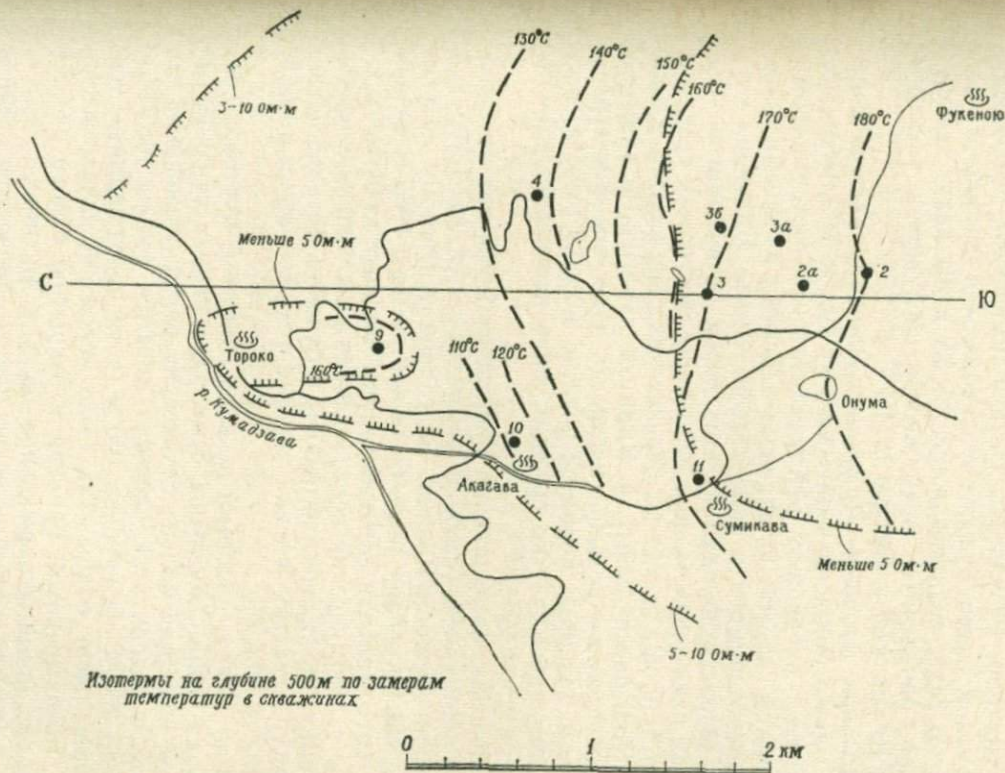 130°С
140°С
150°С
160°С
170°С
180°С
Фукеною
3-10 Ом·м
4
3б
3а
Меньше 5 Ом·м
С
3
2а
2
Ю
Тороко
9
160°С
110°С
120°С
Онума
р. Кумадзава
10
11
Акагава
Сумикава
Меньше 5 Ом·м
5-10 Ом·м
Изотермы на глубине 500м по замерам
температур в скважинах
0
1
2 км